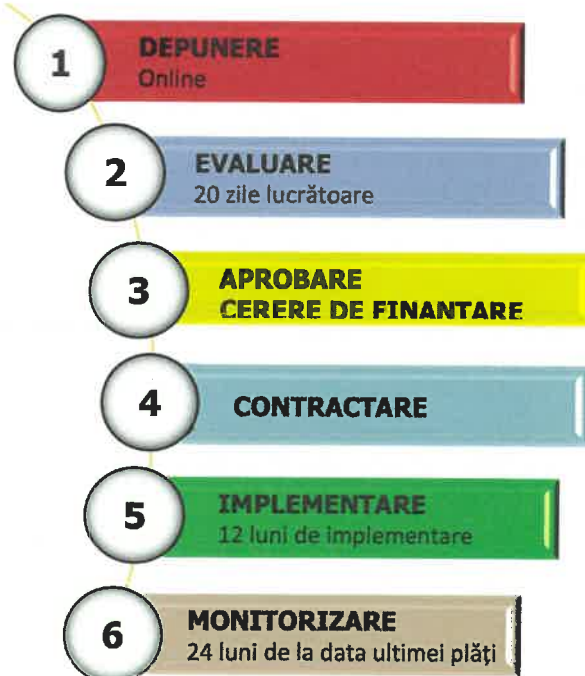 1
DEPUNERE
Online
2
EVALUARE
20 zile lucrătoare
3
APROBARE
CERERE DE FINANTARE
4
CONTRACTARE
5
IMPLEMENTARE
12 luni de implementare
6
MONITORIZARE
24 luni de la data ultimei plăți